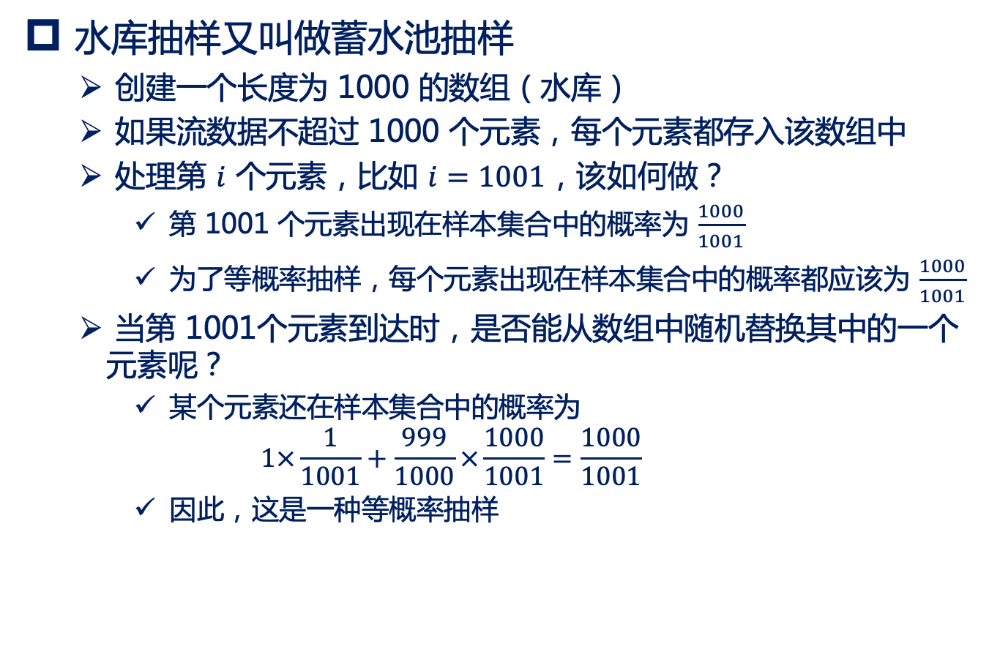 水库抽样又叫做蓄水池抽样
创建一个长度为 1000 的数组（水库）
如果流数据不超过 1000 个元素，每个元素都存入该数组中
处理第 i 个元素，比如 i = 1001，该如何做？
第 1001 个元素出现在样本集合中的概率为 1000/1001
为了等概率抽样，每个元素出现在样本集合中的概率都应该为 1000/1001
当第 1001个元素到达时，是否能从数组中随机替换其中的一个
元素呢？
某个元素还在样本集合中的概率为
1× 1/1001 + 999/1000 × 1000/1001 = 1000/1001
因此，这是一种等概率抽样